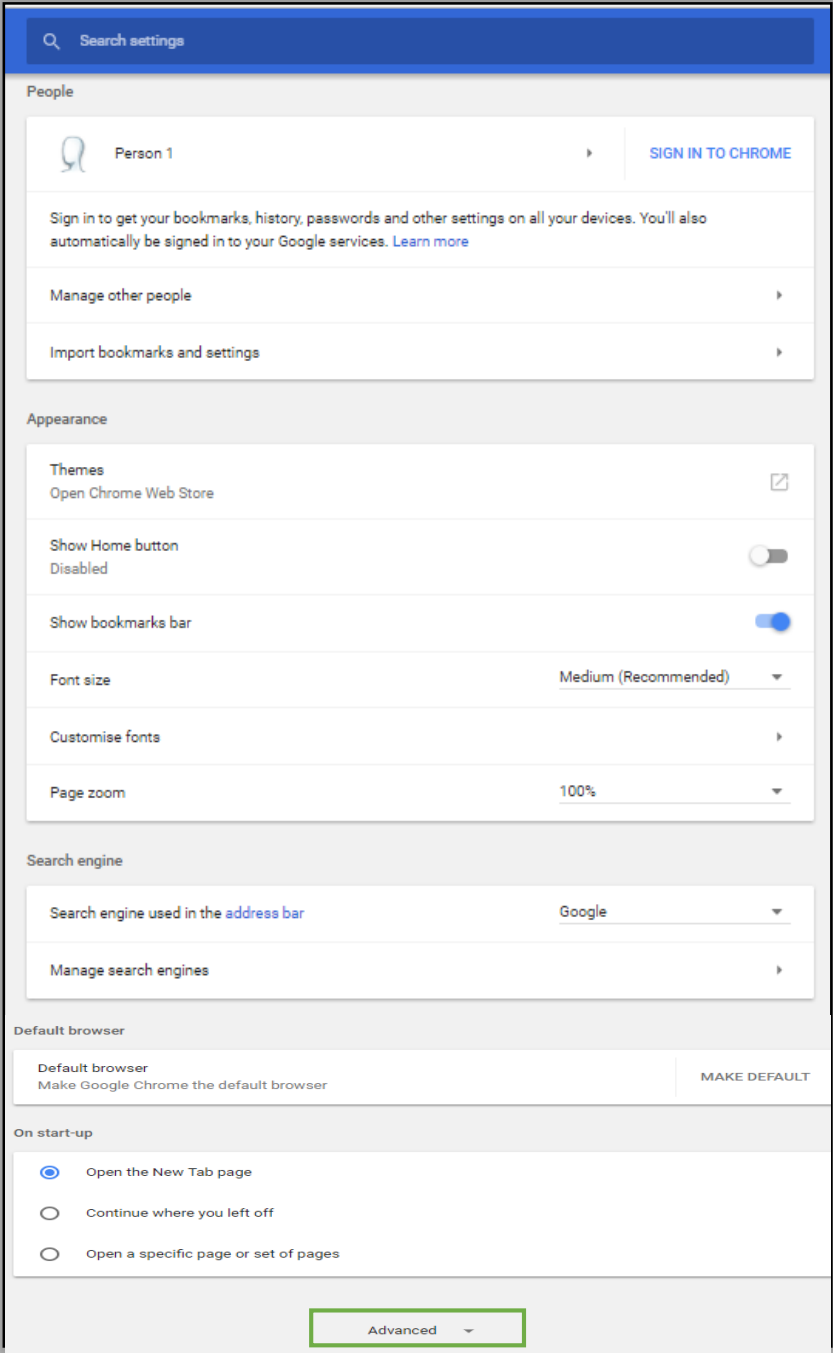 Search settings
People
Person 1
SIGN IN TO CHROME
Sign in to get your bookmarks, history, passwords and other settings on all your devices. You'll also
automatically be signed in to your Google services. Learn more
Manage other people
Import bookmarks and settings
Appearance
Themes
Open Chrome Web Store
Show Home button
Disabled
Show bookmarks bar
Font size
Medium (Recommended)
Customise fonts
Page zoom
100%
Search engine
Search engine used in the address bar
Google
Manage search engines
Default browser
Default browser
Make Google Chrome the default browser
MAKE DEFAULT
On start-up
Open the New Tab page
Continue where you left off
Open a specific page or set of pages
Advanced